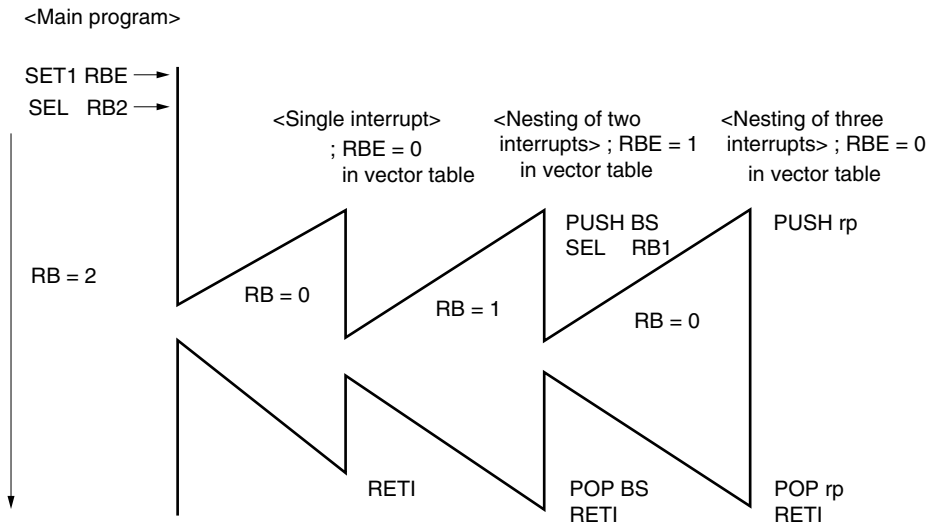 <Main program>
SET1 RBE
SEL RB2
RB = 2
<Single interrupt>
; RBE = 0
in vector table
<Nesting of two
interrupts> ; RBE = 1
in vector table
<Nesting of three
interrupts> ; RBE = 0
in vector table
PUSH BS
SEL RB1
PUSH rp
RB = 0
RB = 1
RB = 0
RETI
POP BS
RETI
POP rp
RETI